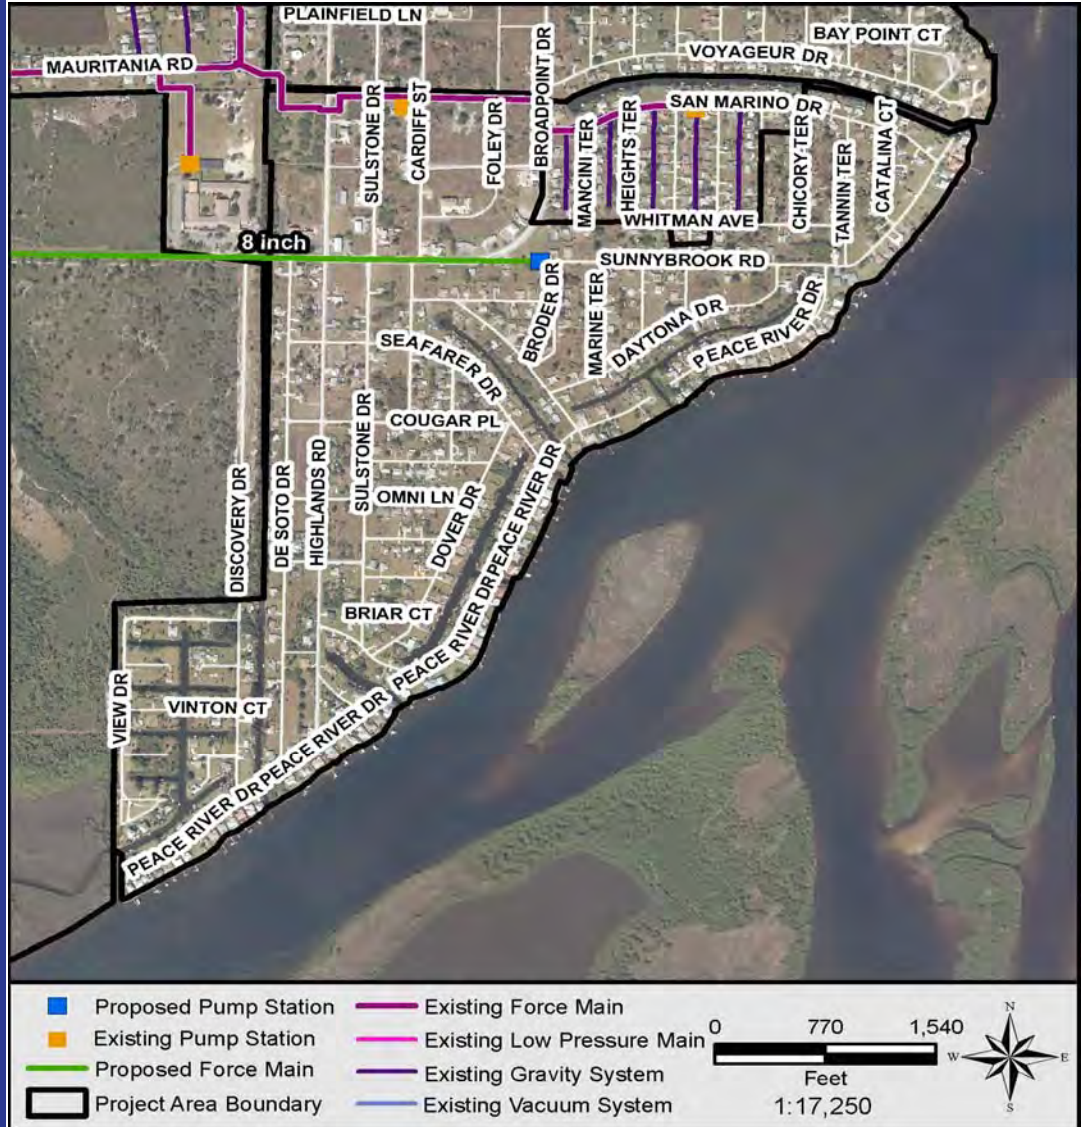 PLAINFIELD LN
BAY POINT CT
VOYAGEUR DR
MAURITANIA RD
SULSTONE DR
CARDIFF ST
FOLEY DR
BROADPOINT DR
SAN MARINO DR
MANCINI TER
HEIGHTS TER
CHICORY TER
TANNIN TER
CATALINA CT
WHITMAN AVE
8 inch
SUNNYBROOK RD
BRODER DR
MARINE TER
DAYTONA DR
PEACE RIVER DR
SEAFARER DR
COUGAR PL
SULSTONE DR
DISCOVERY DR
DE SOTO DR
HIGHLANDS RD
OMNI LN
DOVER DR
PEACE RIVER DR
BRIAR CT
PEACE RIVER DR
VIEW DR
VINTON CT
PEACE RIVER DR
PEACE RIVER DR
Proposed Pump Station
Existing Pump Station
Proposed Force Main
Project Area Boundary
Existing Force Main
Existing Low Pressure Main
Existing Gravity System
Existing Vacuum System
0 770 1,540
Feet
1:17,250
N
W
E
S